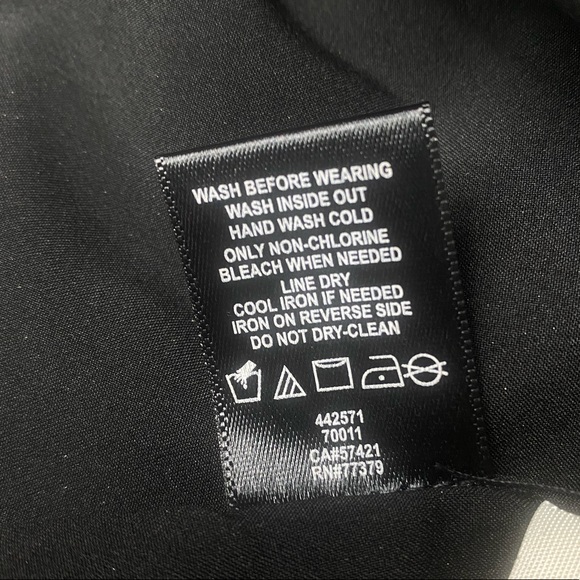 WASH BEFORE WEARING
WASH INSIDE OUT
HAND WASH COLD
ONLY NON-CHLORINE
BLEACH WHEN NEEDED
LINE DRY
COOL IRON IF NEEDED
IRON ON REVERSE SIDE
DO NOT DRY-CLEAN
442571
70011
CA#57421
RN#77379